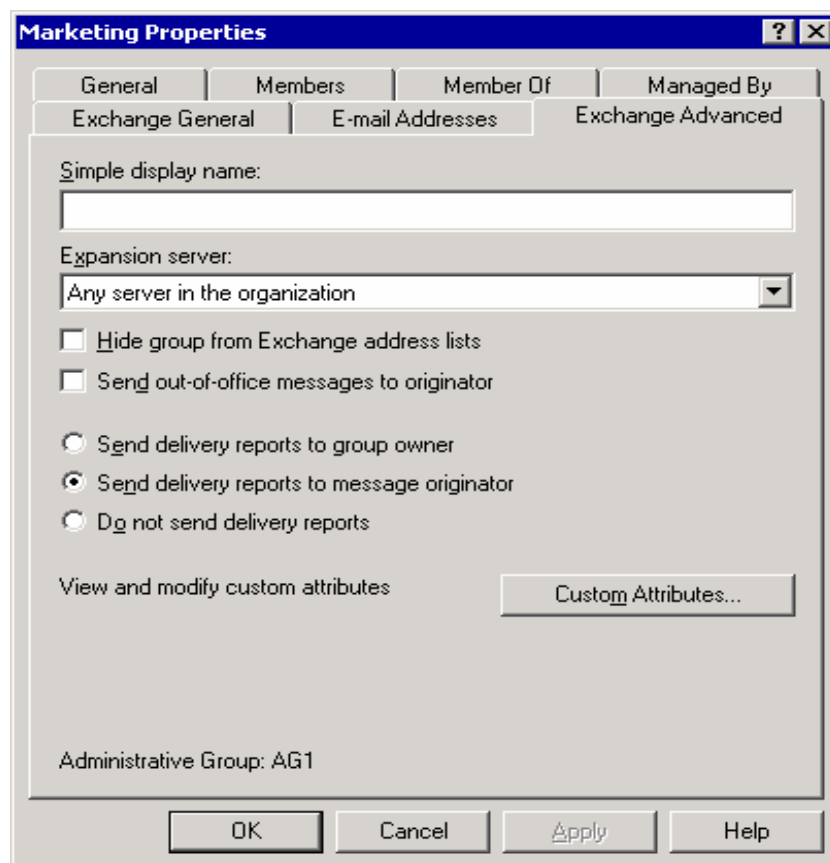 Marketing Properties
General Members Member Of Managed By
Exchange General E-mail Addresses Exchange Advanced
Simple display name:
Expansion server:
Any server in the organization
Hide group from Exchange address lists
Send out-of-office messages to originator
Send delivery reports to group owner
Send delivery reports to message originator
Do not send delivery reports
View and modify custom attributes Custom Attributes...
Administrative Group: AG1
OK Cancel Apply Help